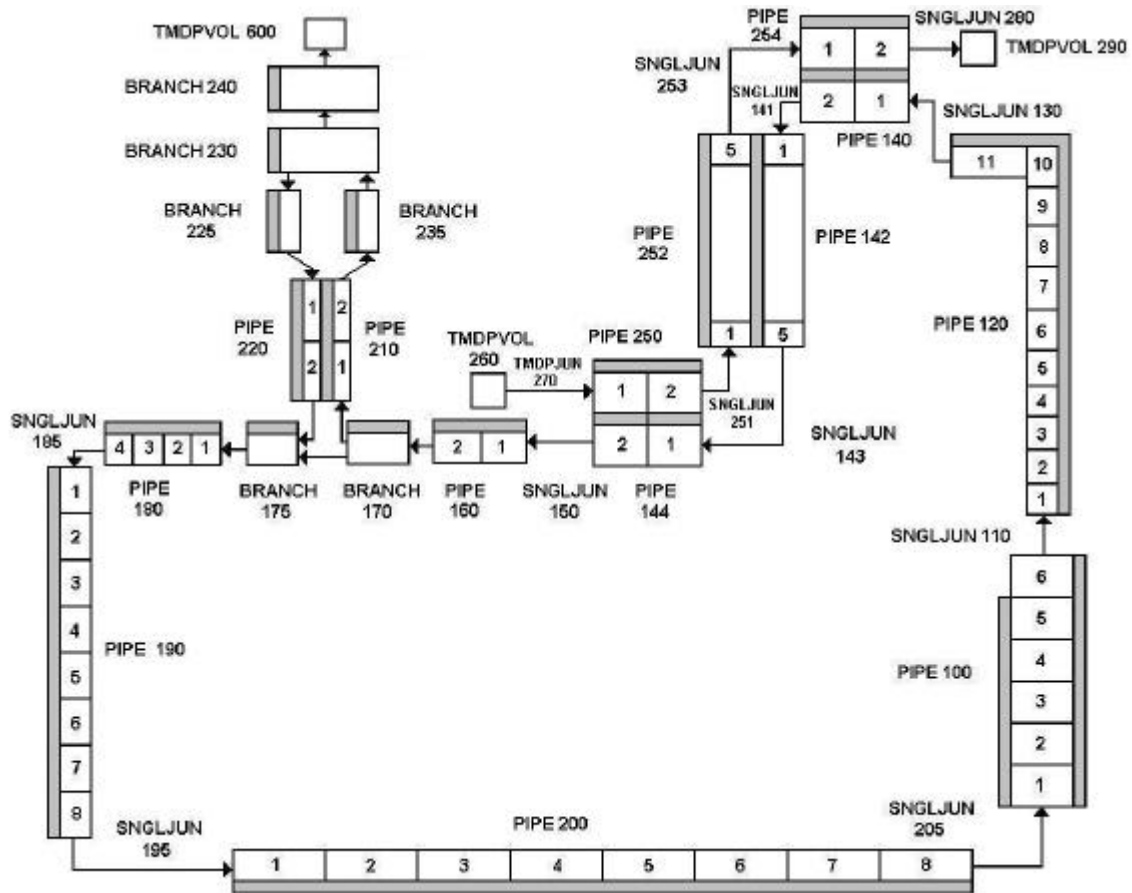 TMDPVOL 600
BRANCH 240
BRANCH 230
BRANCH
225
BRANCH
235
PIPE
220
1
2
2
1
PIPE
210
PIPE
254
SNGLJUN 280
1
2
TMDPVOL 290
SNGLJUN
253
SNGLJUN
141
2
1
PIPE 140
SNGLJUN 130
5
1
PIPE
252
PIPE 142
1
5
11
10
9
8
7
6
5
4
3
2
1
PIPE 120
TMDPVOL
260
TMDPJUN
270
PIPE 250
1
2
2
1
SNGLJUN
251
SNGLJUN
143
SNGLJUN
185
4
3
2
1
PIPE
180
BRANCH
175
BRANCH
170
2
1
PIPE
160
SNGLJUN
150
PIPE
144
SNGLJUN 110
6
5
4
3
2
1
PIPE 100
1
2
3
4
5
6
7
8
PIPE 190
SNGLJUN
195
PIPE 200
SNGLJUN
205
1
2
3
4
5
6
7
8